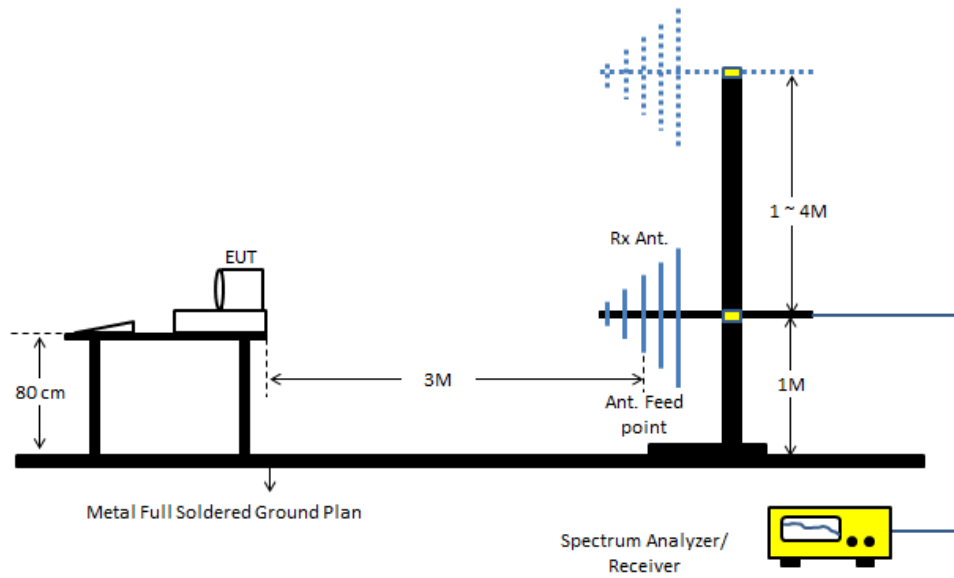 1 ~ 4M
Rx Ant.
EUT
80 cm
3M
1M
Ant. Feed
point
Metal Full Soldered Ground Plan
Spectrum Analyzer/
Receiver